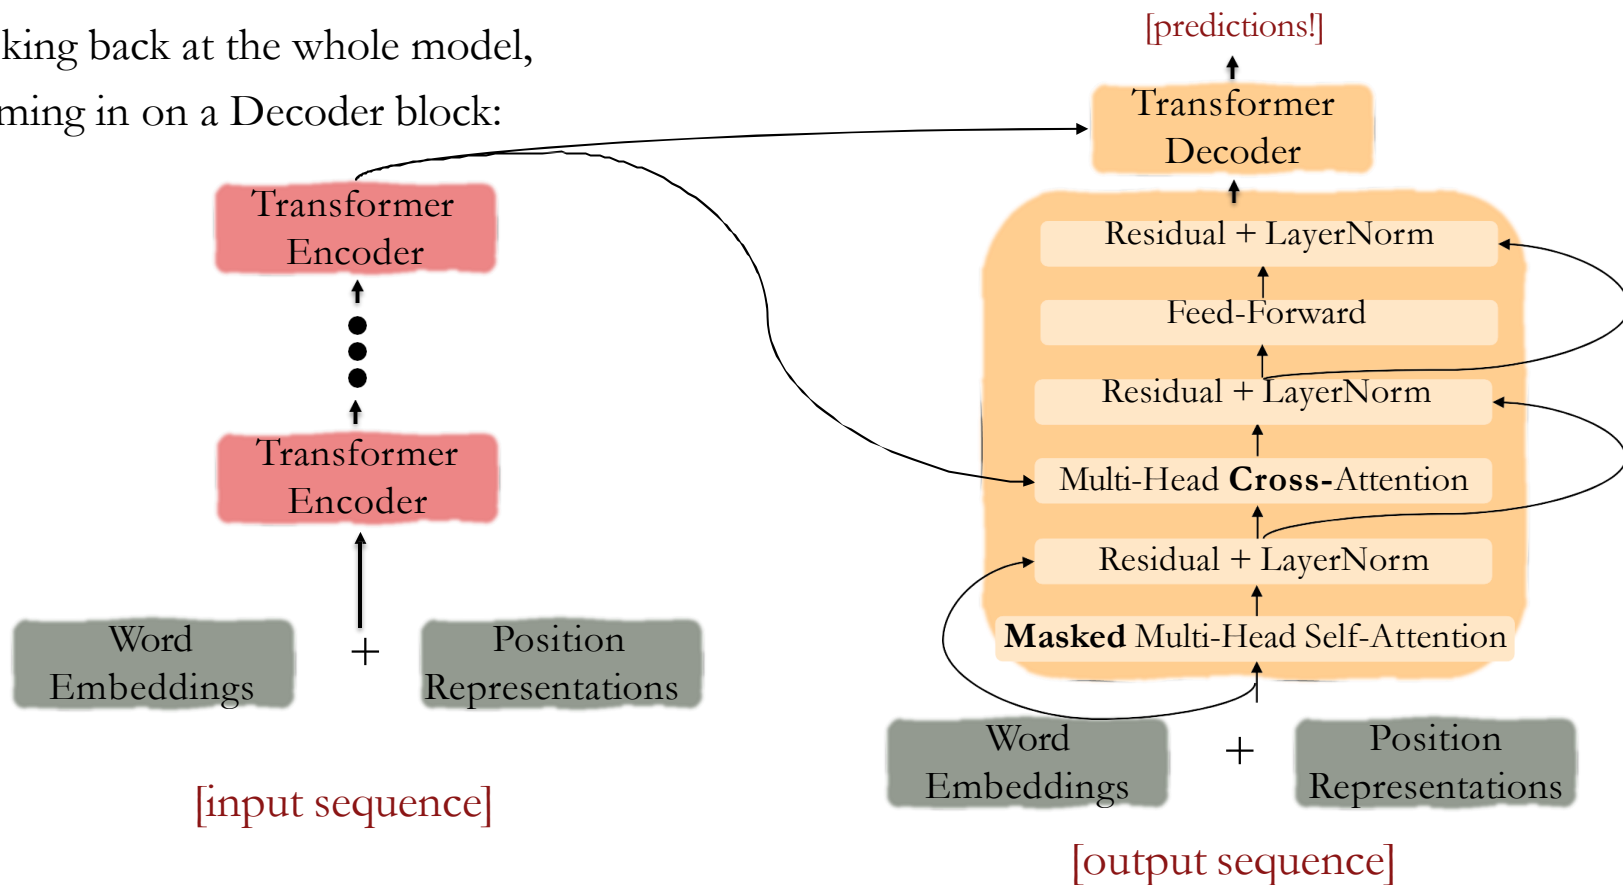 king back at the whole model,
ming in on a Decoder block:
[predictions!]
Transformer
Decoder
Transformer
Encoder
Residual + LayerNorm
Feed-Forward
Residual + LayerNorm
Transformer
Encoder
Multi-Head Cross-Attention
Residual + LayerNorm
Masked Multi-Head Self-Attention
Word
Embeddings
+
Position
Representations
Word
Embeddings
+
Position
Representations
[input sequence]
[output sequence]